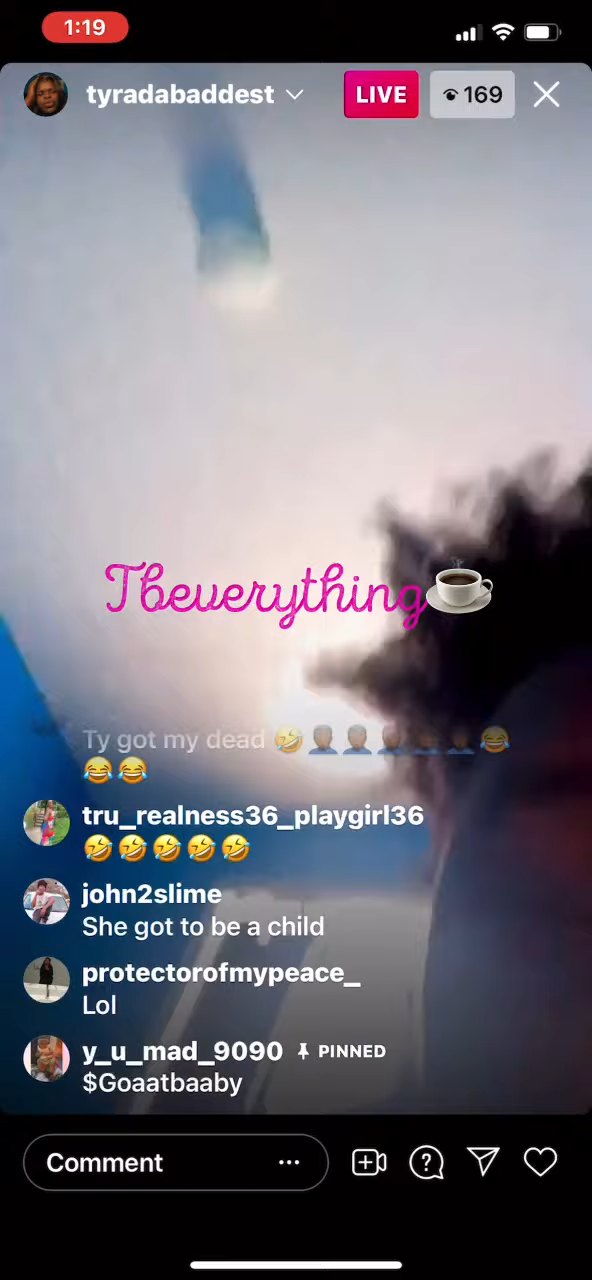 1:19
tyradabaddest
LIVE
169
Tbeverything☕
Ty got my dead 🤣🤦🏾‍♂️🤦🏾‍♂️🤦🏾‍♂️🤦🏾‍♂️🤦🏾‍♂️😂
😂😂
tru_realness36_playgirl36
🤣🤣🤣🤣🤣
john2slime
She got to be a child
protectorofmypeace_
Lol
y_u_mad_9090 PINNED
$Goaatbaaby
Comment